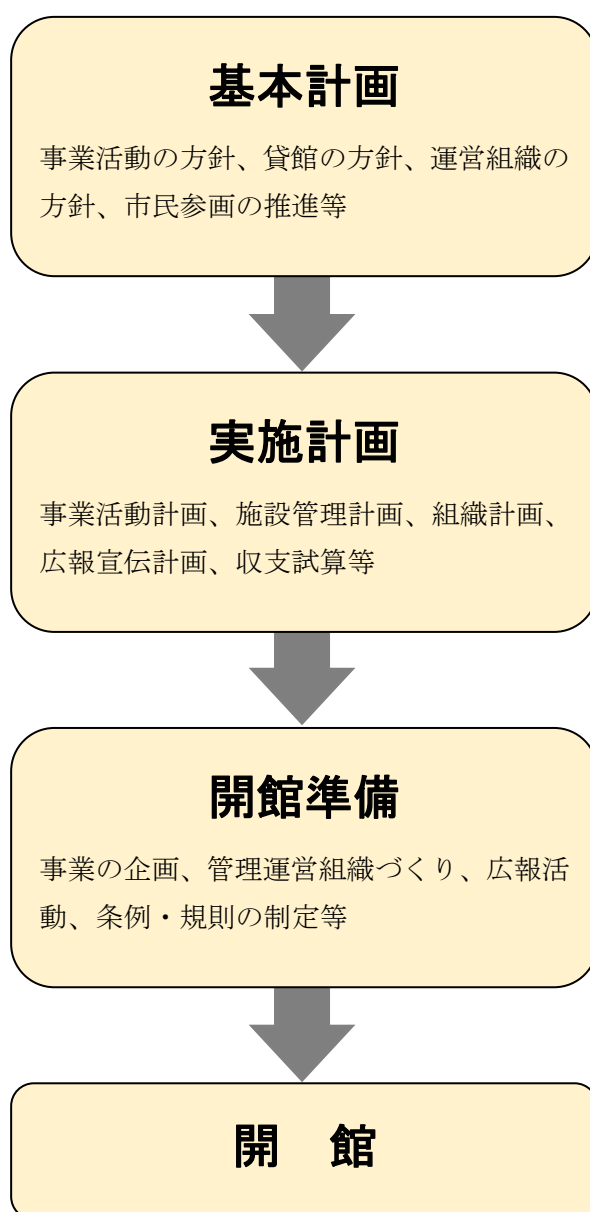 基本計画
事業活動の方針、貸館の方針、運営組織の
方針、市民参画の推進等
実施計画
事業活動計画、施設管理計画、組織計画、
広報宣伝計画、収支試算等
開館準備
事業の企画、管理運営組織づくり、広報活
動、条例・規則の制定等
開　館